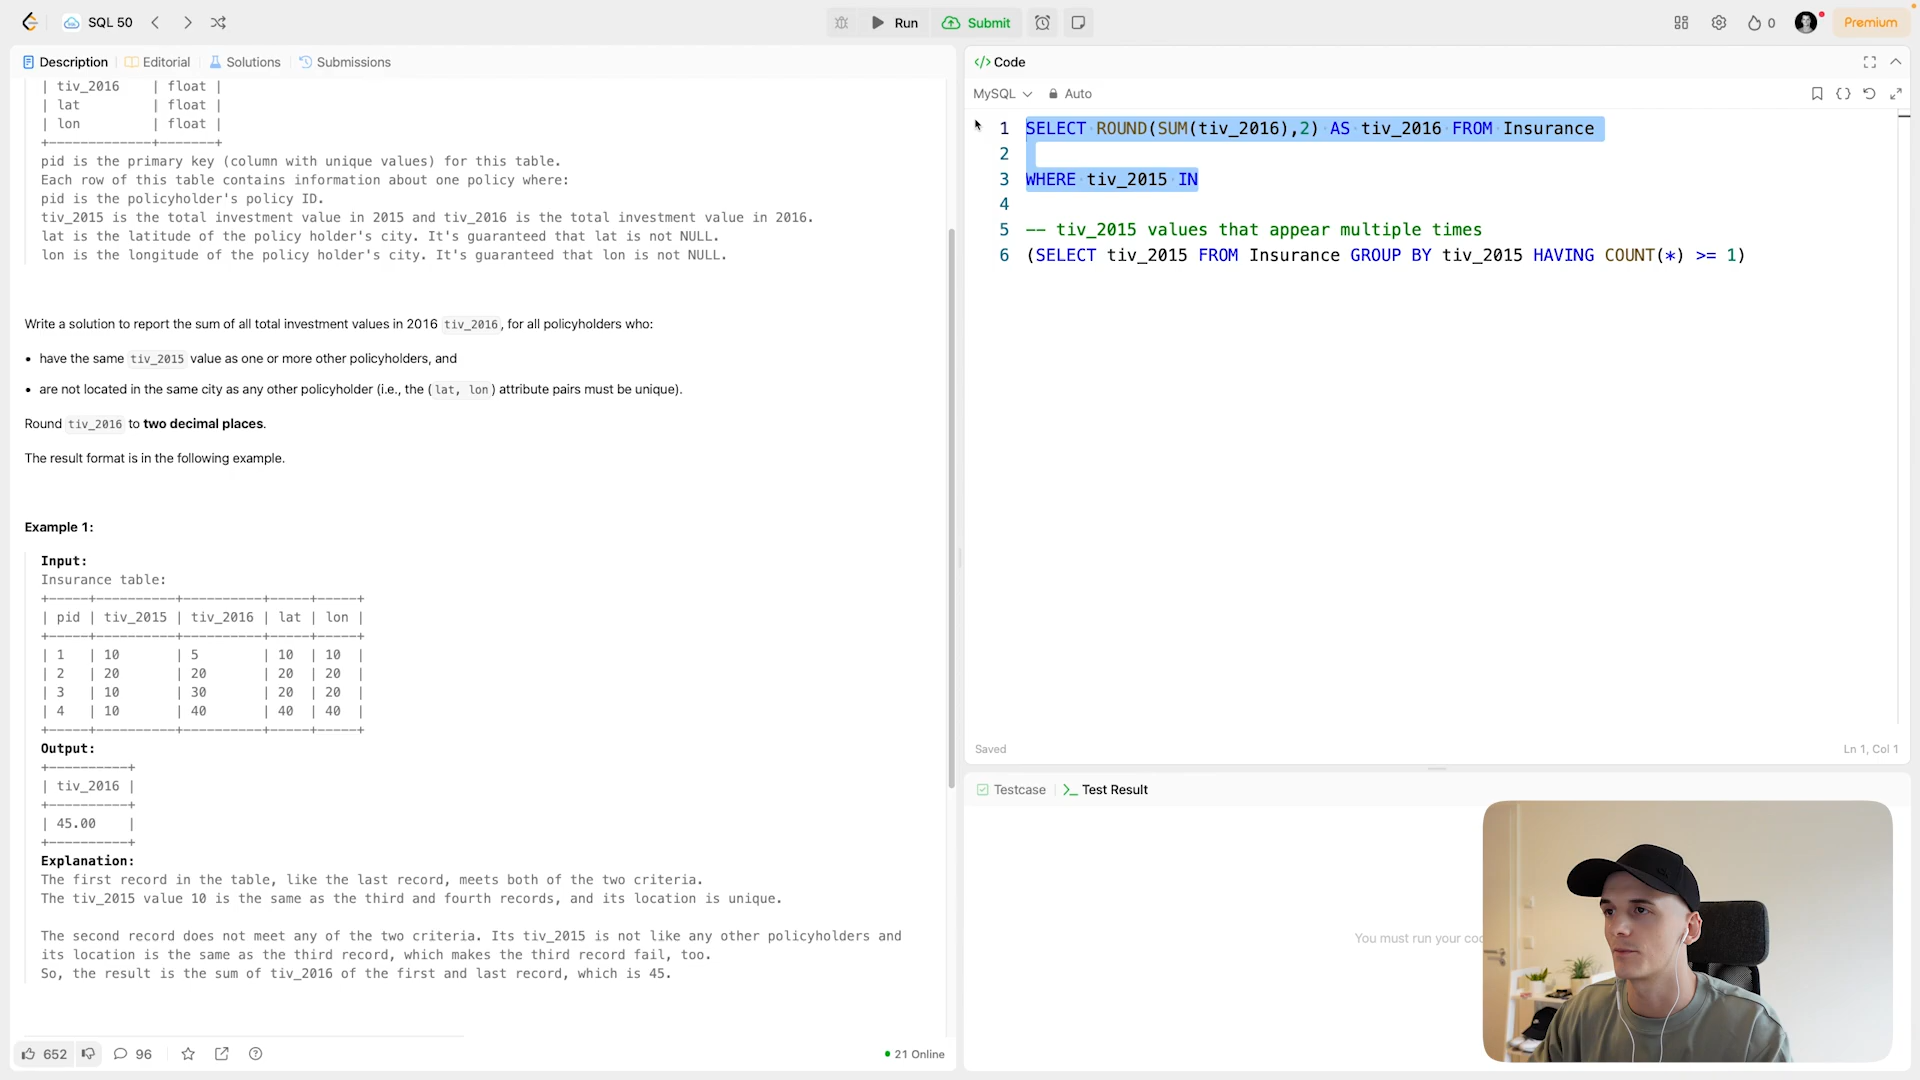 SQL 50
Run
Submit
0
Premium
Description
Editorial
Solutions
Submissions
| tiv_2016    | float |
| lat         | float |
| lon         | float |
+-------------+-------+
pid is the primary key (column with unique values) for this table.
Each row of this table contains information about one policy where:
pid is the policyholder's policy ID.
tiv_2015 is the total investment value in 2015 and tiv_2016 is the total investment value in 2016.
lat is the latitude of the policy holder's city. It's guaranteed that lat is not NULL.
lon is the longitude of the policy holder's city. It's guaranteed that lon is not NULL.
Write a solution to report the sum of all total investment values in 2016 tiv_2016, for all policyholders who:
• have the same tiv_2015 value as one or more other policyholders, and
• are not located in the same city as any other policyholder (i.e., the (lat, lon) attribute pairs must be unique).
Round tiv_2016 to two decimal places.
The result format is in the following example.
Example 1:
Input:
Insurance table:
+-----+----------+----------+-----+-----+
| pid | tiv_2015 | tiv_2016 | lat | lon |
+-----+----------+----------+-----+-----+
| 1   | 10       | 5        | 10  | 10  |
| 2   | 20       | 20       | 20  | 20  |
| 3   | 10       | 30       | 20  | 20  |
| 4   | 10       | 40       | 40  | 40  |
+-----+----------+----------+-----+-----+
Output:
+----------+
| tiv_2016 |
+----------+
| 45.00    |
+----------+
Explanation:
The first record in the table, like the last record, meets both of the two criteria.
The tiv_2015 value 10 is the same as the third and fourth records, and its location is unique.
The second record does not meet any of the two criteria. Its tiv_2015 is not like any other policyholders and
its location is the same as the third record, which makes the third record fail, too.
So, the result is the sum of tiv_2016 of the first and last record, which is 45.
652
96
21 Online
</> Code
MySQL
Auto
1 SELECT ROUND(SUM(tiv_2016),2) AS tiv_2016 FROM Insurance
2
3 WHERE tiv_2015 IN
4
5 -- tiv_2015 values that appear multiple times
6 (SELECT tiv_2015 FROM Insurance GROUP BY tiv_2015 HAVING COUNT(*) >= 1)
Saved
Ln 1, Col 1
Testcase
Test Result
You must run your